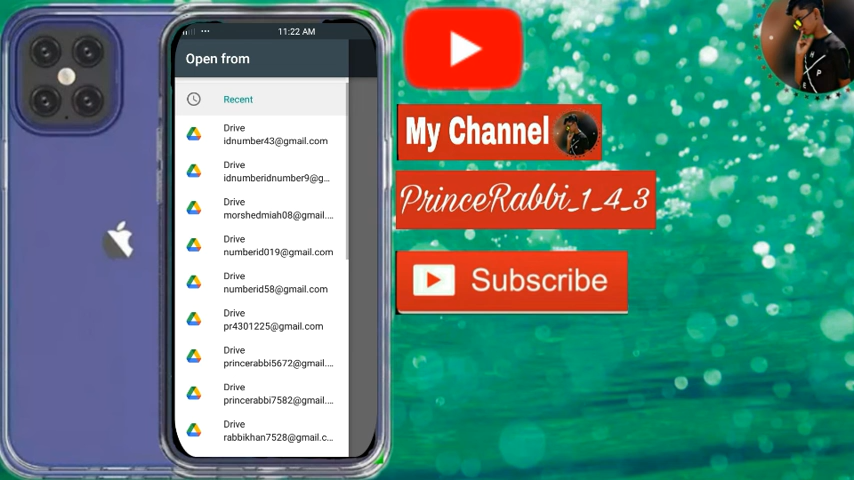 11:22 AM
Open from
Recent
Drive
idnumber43@gmail.com
Drive
idnumberidnumber9@g...
Drive
morshedmiah08@gmail....
Drive
numberid019@gmail.com
Drive
numberid58@gmail.com
Drive
pr4301225@gmail.com
Drive
princerabbi5672@gmail....
Drive
princerabbi7582@gmail....
Drive
rabbikhan7528@gmail.c...
My Channel
PrinceRabbi_1_4_3
Subscribe